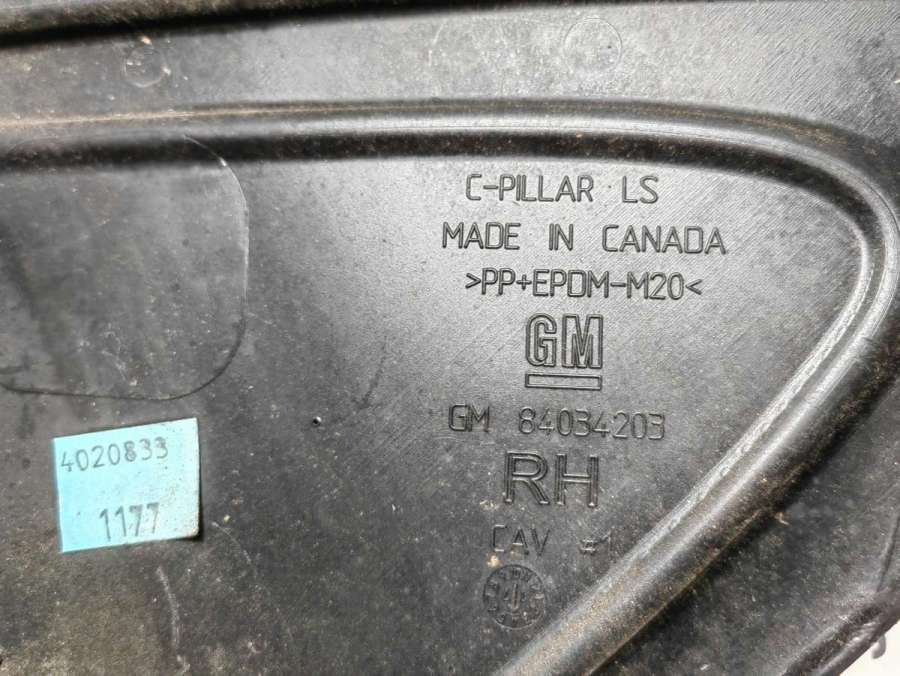 C-PILLAR LS
MADE IN CANADA
>PP+EPDM-M20<
GM
GM 84034203
RH
CAV #1
4020833
1177